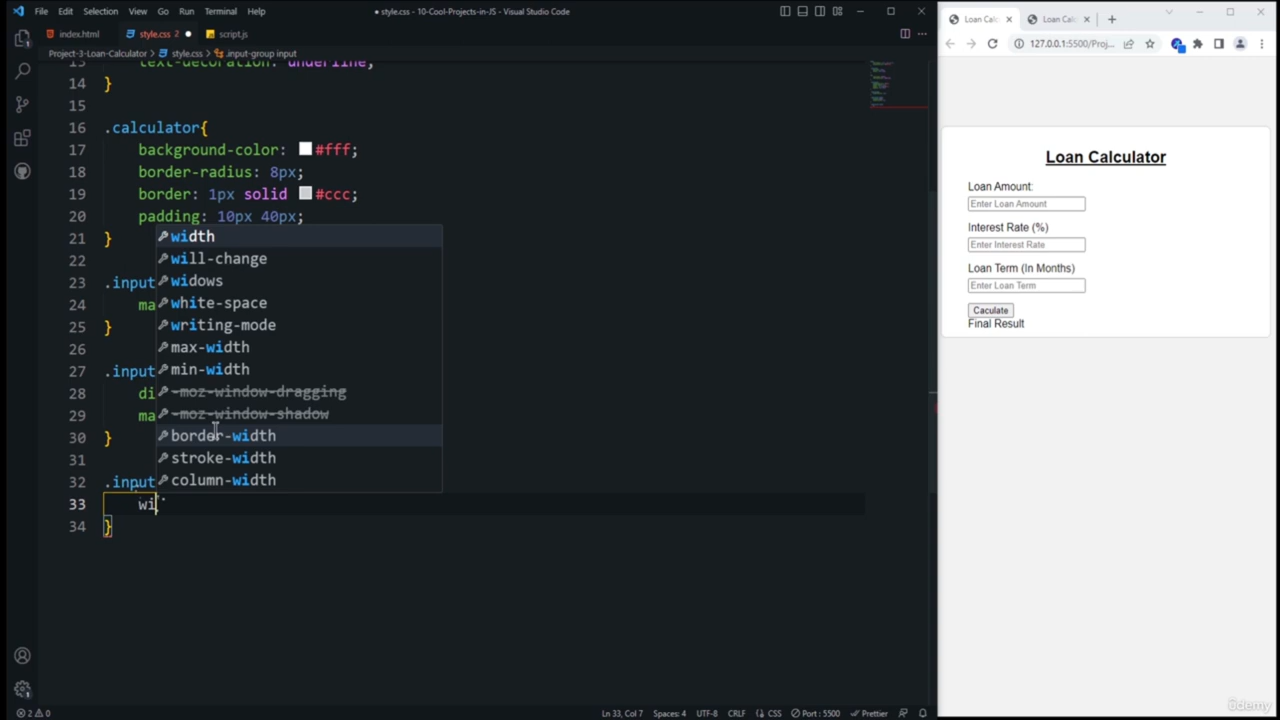 File Edit Selection View Go Run Terminal Help
● style.css - 10-Cool-Projects-in-JS - Visual Studio Code
index.html
style.css 2 ●
script.js
Project-3-Loan-Calculator > style.css > .input-group input
13 text-decoration: underline;
14 }
15
16 .calculator{
17 background-color: #fff;
18 border-radius: 8px;
19 border: 1px solid #ccc;
20 padding: 10px 40px;
21 }
22
23 .input
24 ma
25 }
26
27 .input
28 di
29 ma
30 }
31
32 .input
33 wi
34 }
width
will-change
widows
white-space
writing-mode
max-width
min-width
-moz-window-dragging
-moz-window-shadow
border-width
stroke-width
column-width
2 0
Ln 33, Col 7 Spaces: 4 UTF-8 CRLF {} CSS Port : 5500 Prettier
Loan Calc
Loan Calc
127.0.0.1:5500/Proj...
Loan Calculator
Loan Amount:
Enter Loan Amount
Interest Rate (%)
Enter Interest Rate
Loan Term (In Months)
Enter Loan Term
Caculate
Final Result
ûdemy